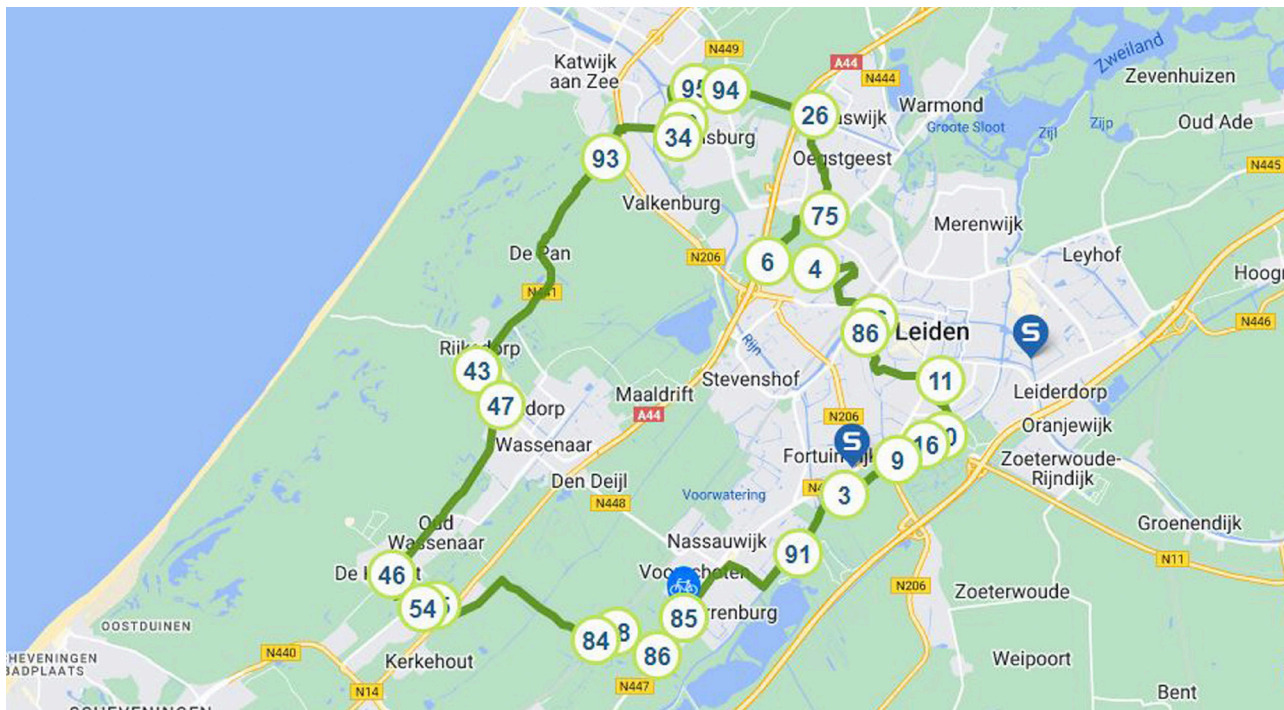 N449
A44
Katwijk
aan Zee
N444
Zweiland
Zevenhuizen
95
94
26
Warmond
Groote Sloot
Zijl
Zijp
Oud Ade
34
93
Oegstgeest
N445
Valkenburg
75
Merenwijk
Leyhof
De Pan
N206
6
4
Hoog
N441
N446
86
Leiden
S
Rijksdorp
Rijn
Stevenshof
43
11
Maaldrift
Leiderdorp
47
A44
N206
Oranjewijk
Wassenaar
S
16
9
Zoeterwoude-
Rijndijk
Den Deijl
3
Voorwatering
N448
Oud
Wassenaar
Nassauwijk
91
Groenendijk
N11
46
N206
Zoeterwoude
54
85
OOSTDUINEN
84
86
N440
Kerkehout
Weipoort
N447
N14
Bent